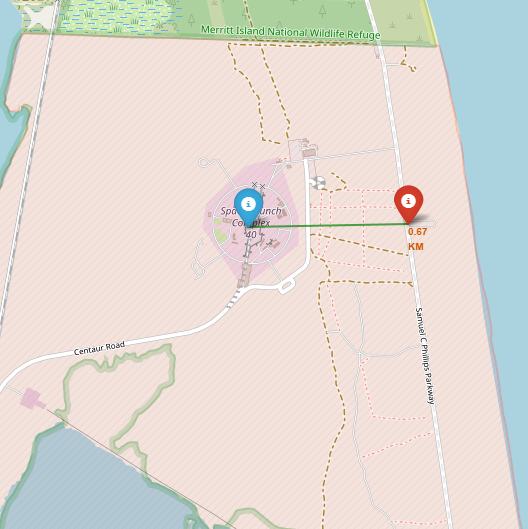 Merritt Island National Wildlife Refuge
i
i
Space Launch
Complex
40
0.67
KM
Samuel C Phillips Parkway
Centaur Road